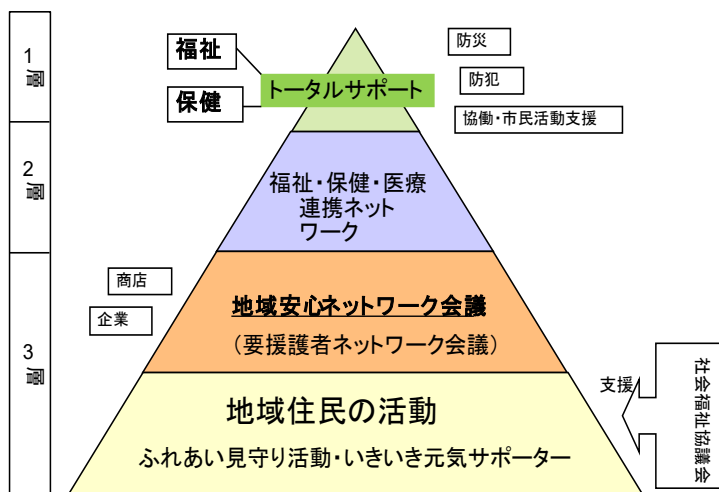 1層
福祉
保健
トータルサポート
防災
防犯
協働・市民活動支援
2層
福祉・保健・医療
連携ネット
ワーク
商店
企業
3層
地域安心ネットワーク会議
（要援護者ネットワーク会議）
地域住民の活動
ふれあい見守り活動・いきいき元気サポーター
支援
社会福祉協議会